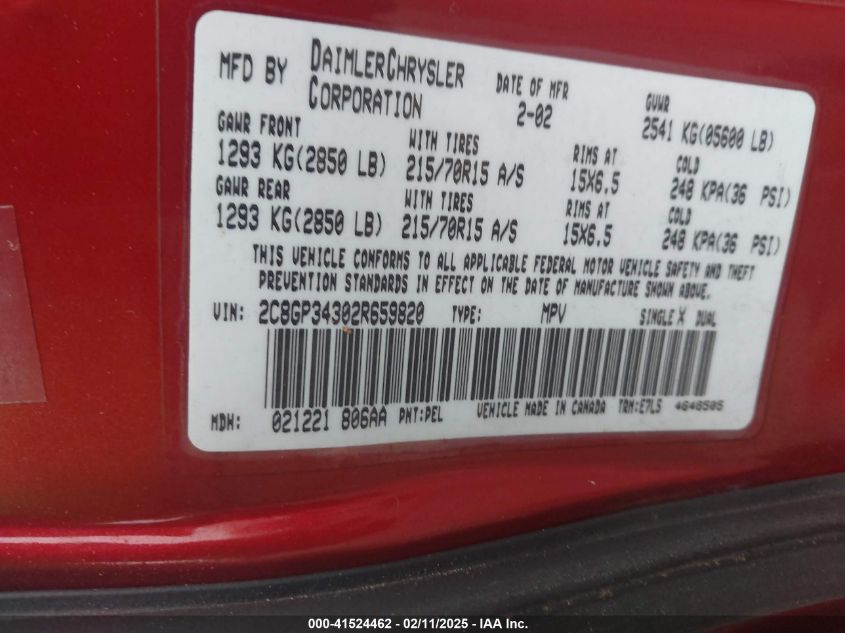 MFD BY DAIMLERCHRYSLER CORPORATION DATE OF MFR 2-02 GVWR 2541 KG(05600 LB)
GAWR FRONT WITH TIRES RIMS AT COLD
1293 KG(2850 LB) 215/70R15 A/S 15X6.5 248 KPA(36 PSI)
GAWR REAR WITH TIRES RIMS AT COLD
1293 KG(2850 LB) 215/70R15 A/S 15X6.5 248 KPA(36 PSI)
THIS VEHICLE CONFORMS TO ALL APPLICABLE FEDERAL MOTOR VEHICLE SAFETY AND THEFT
PREVENTION STANDARDS IN EFFECT ON THE DATE OF MANUFACTURE SHOWN ABOVE.
VIN: 2C8GP34302R659820 TYPE: MPV SINGLE X DUAL
MDH: 021221 806AA PNT:PEL VEHICLE MADE IN CANADA TRM:E7L5 4648505
000-41524462 - 02/11/2025 - IAA Holdings, LLC.